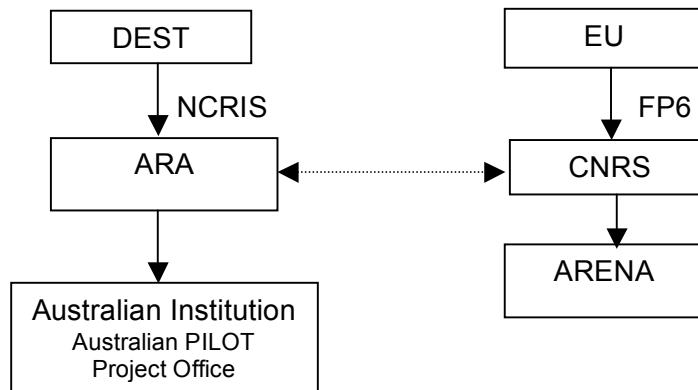 DEST
EU
NCRIS
FP6
ARA
CNRS
ARENA
Australian Institution
Australian PILOT
Project Office